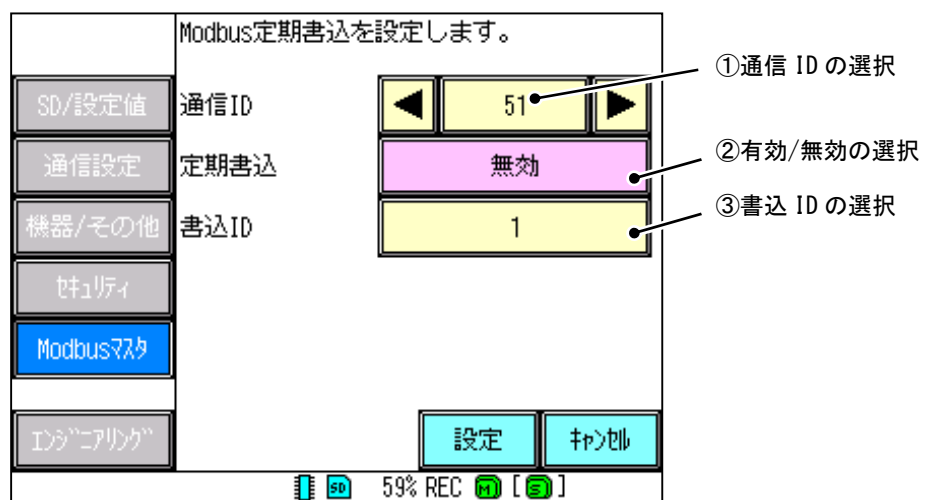 Modbus定期書込を設定します。
SD/設定値
通信ID
◀ 51 ▶
①通信 ID の選択
通信設定
定期書込
無効
②有効/無効の選択
機器/その他
書込ID
1
③書込 ID の選択
ｾｷｭﾘﾃｨ
Modbusﾏｽﾀ
ｴﾝｼﾞﾆｱﾘﾝｸﾞ
設定
ｷｬﾝｾﾙ
SD 59% REC M [S]